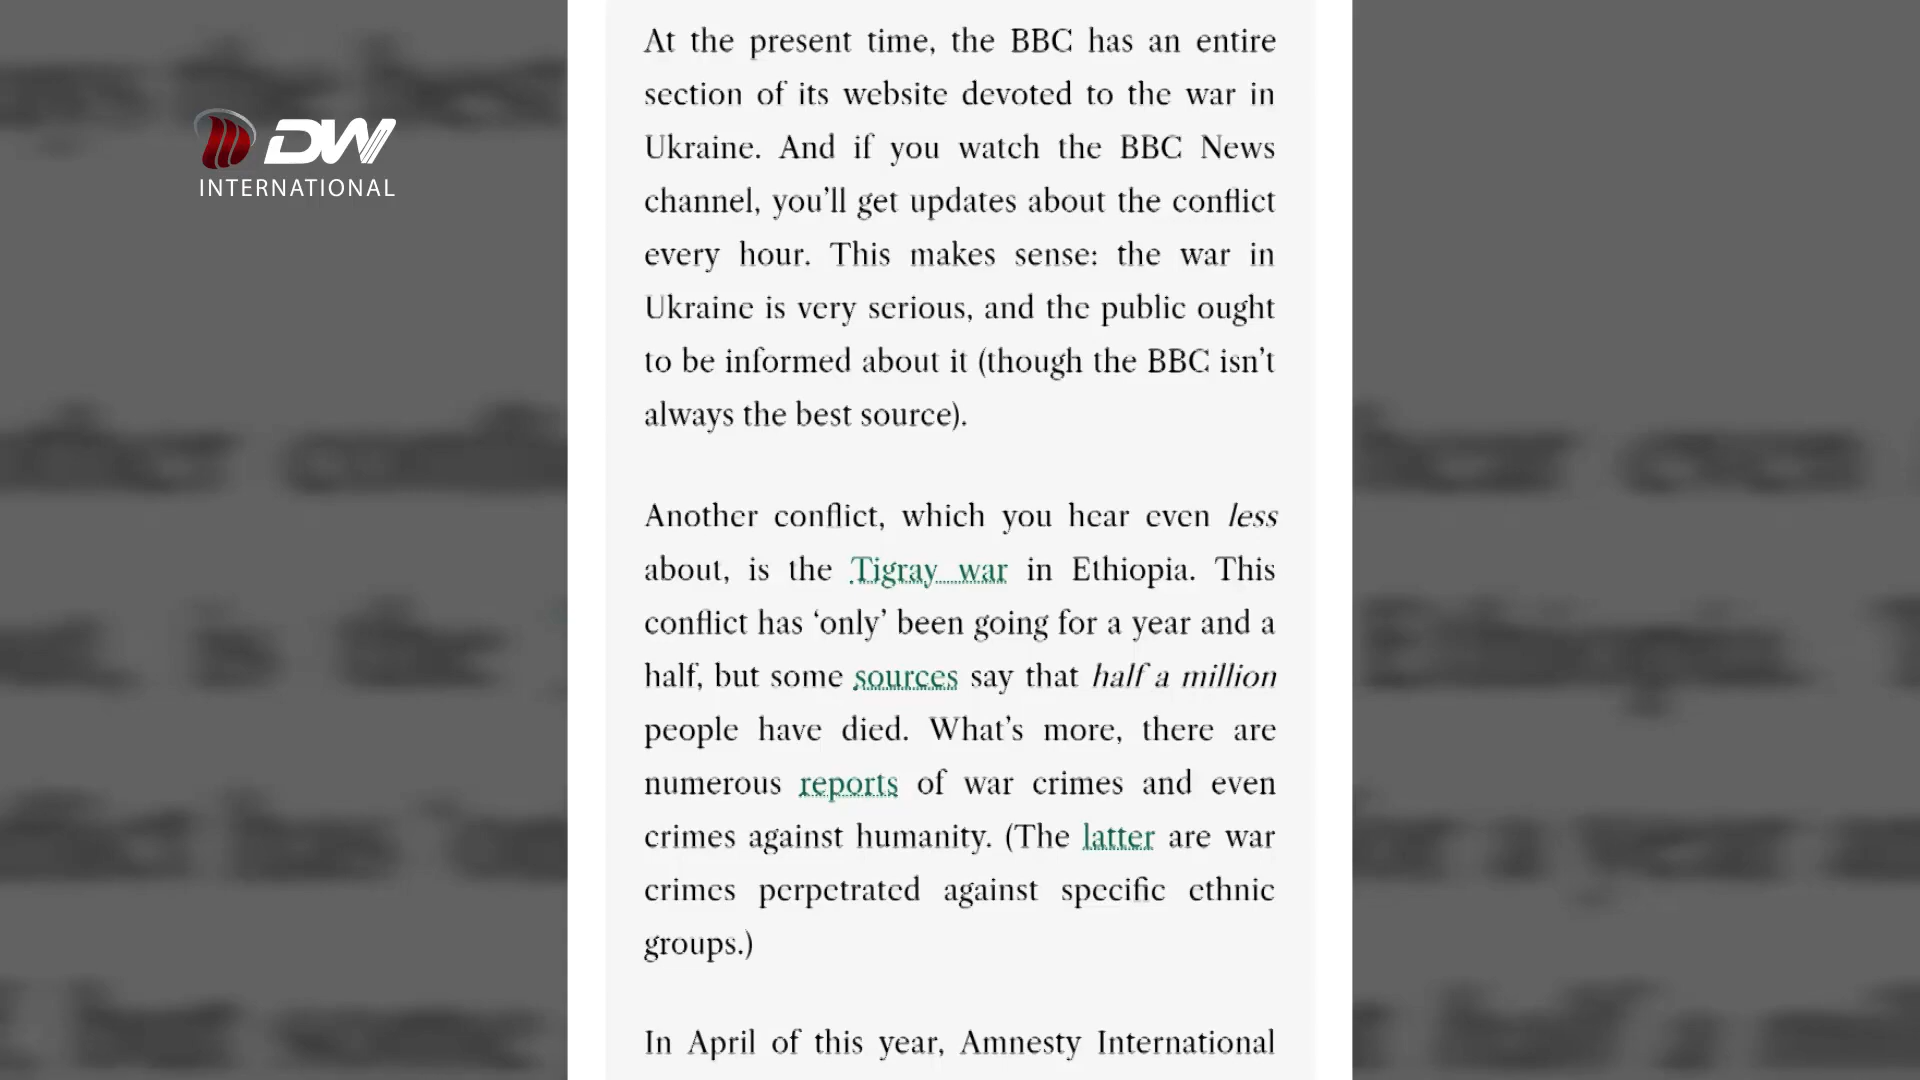 DW
INTERNATIONAL
At the present time, the BBC has an entire
section of its website devoted to the war in
Ukraine. And if you watch the BBC News
channel, you’ll get updates about the conflict
every hour. This makes sense: the war in
Ukraine is very serious, and the public ought
to be informed about it (though the BBC isn’t
always the best source).
Another conflict, which you hear even less
about, is the Tigray war in Ethiopia. This
conflict has ‘only’ been going for a year and a
half, but some sources say that half a million
people have died. What’s more, there are
numerous reports of war crimes and even
crimes against humanity. (The latter are war
crimes perpetrated against specific ethnic
groups.)
In April of this year, Amnesty International